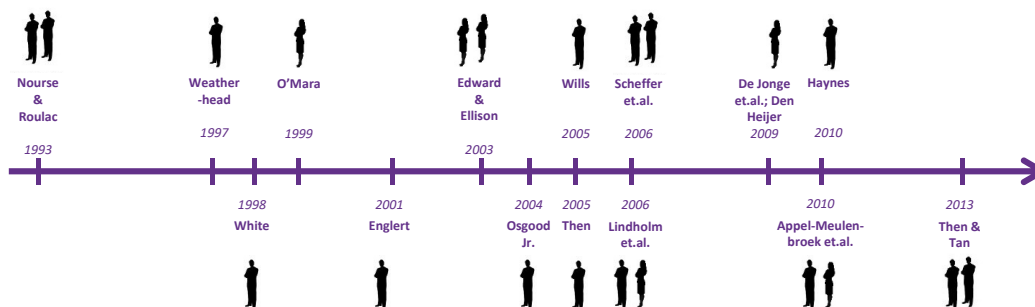 Nourse
&
Roulac
1993
Weather
-head
1997
O’Mara
1999
Edward
&
Ellison
2003
Wills
2005
Scheffer
et.al.
2006
De Jonge
et.al.; Den
Heijer
2009
Haynes
2010
1998
White
2001
Englert
2004
Osgood
Jr.
2005
Then
2006
Lindholm
et.al.
2010
Appel-Meulen-
broek et.al.
2013
Then &
Tan